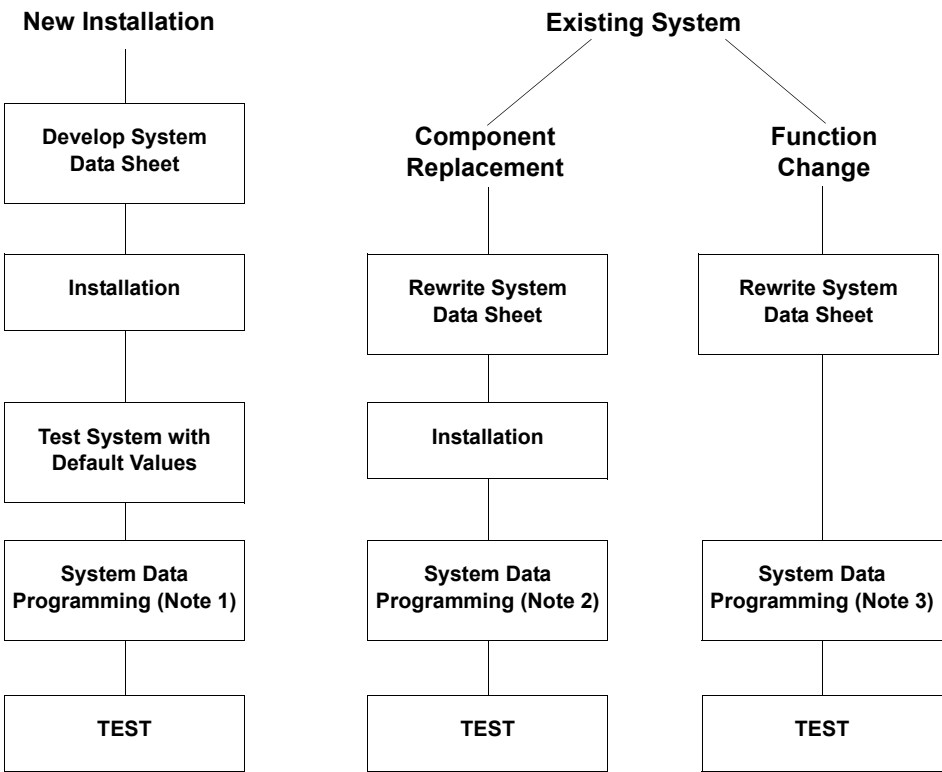 New Installation
Develop System
Data Sheet
Installation
Test System with
Default Values
System Data
Programming (Note 1)
TEST
Existing System
Component
Replacement
Rewrite System
Data Sheet
Installation
System Data
Programming (Note 2)
TEST
Function
Change
Rewrite System
Data Sheet
System Data
Programming (Note 3)
TEST